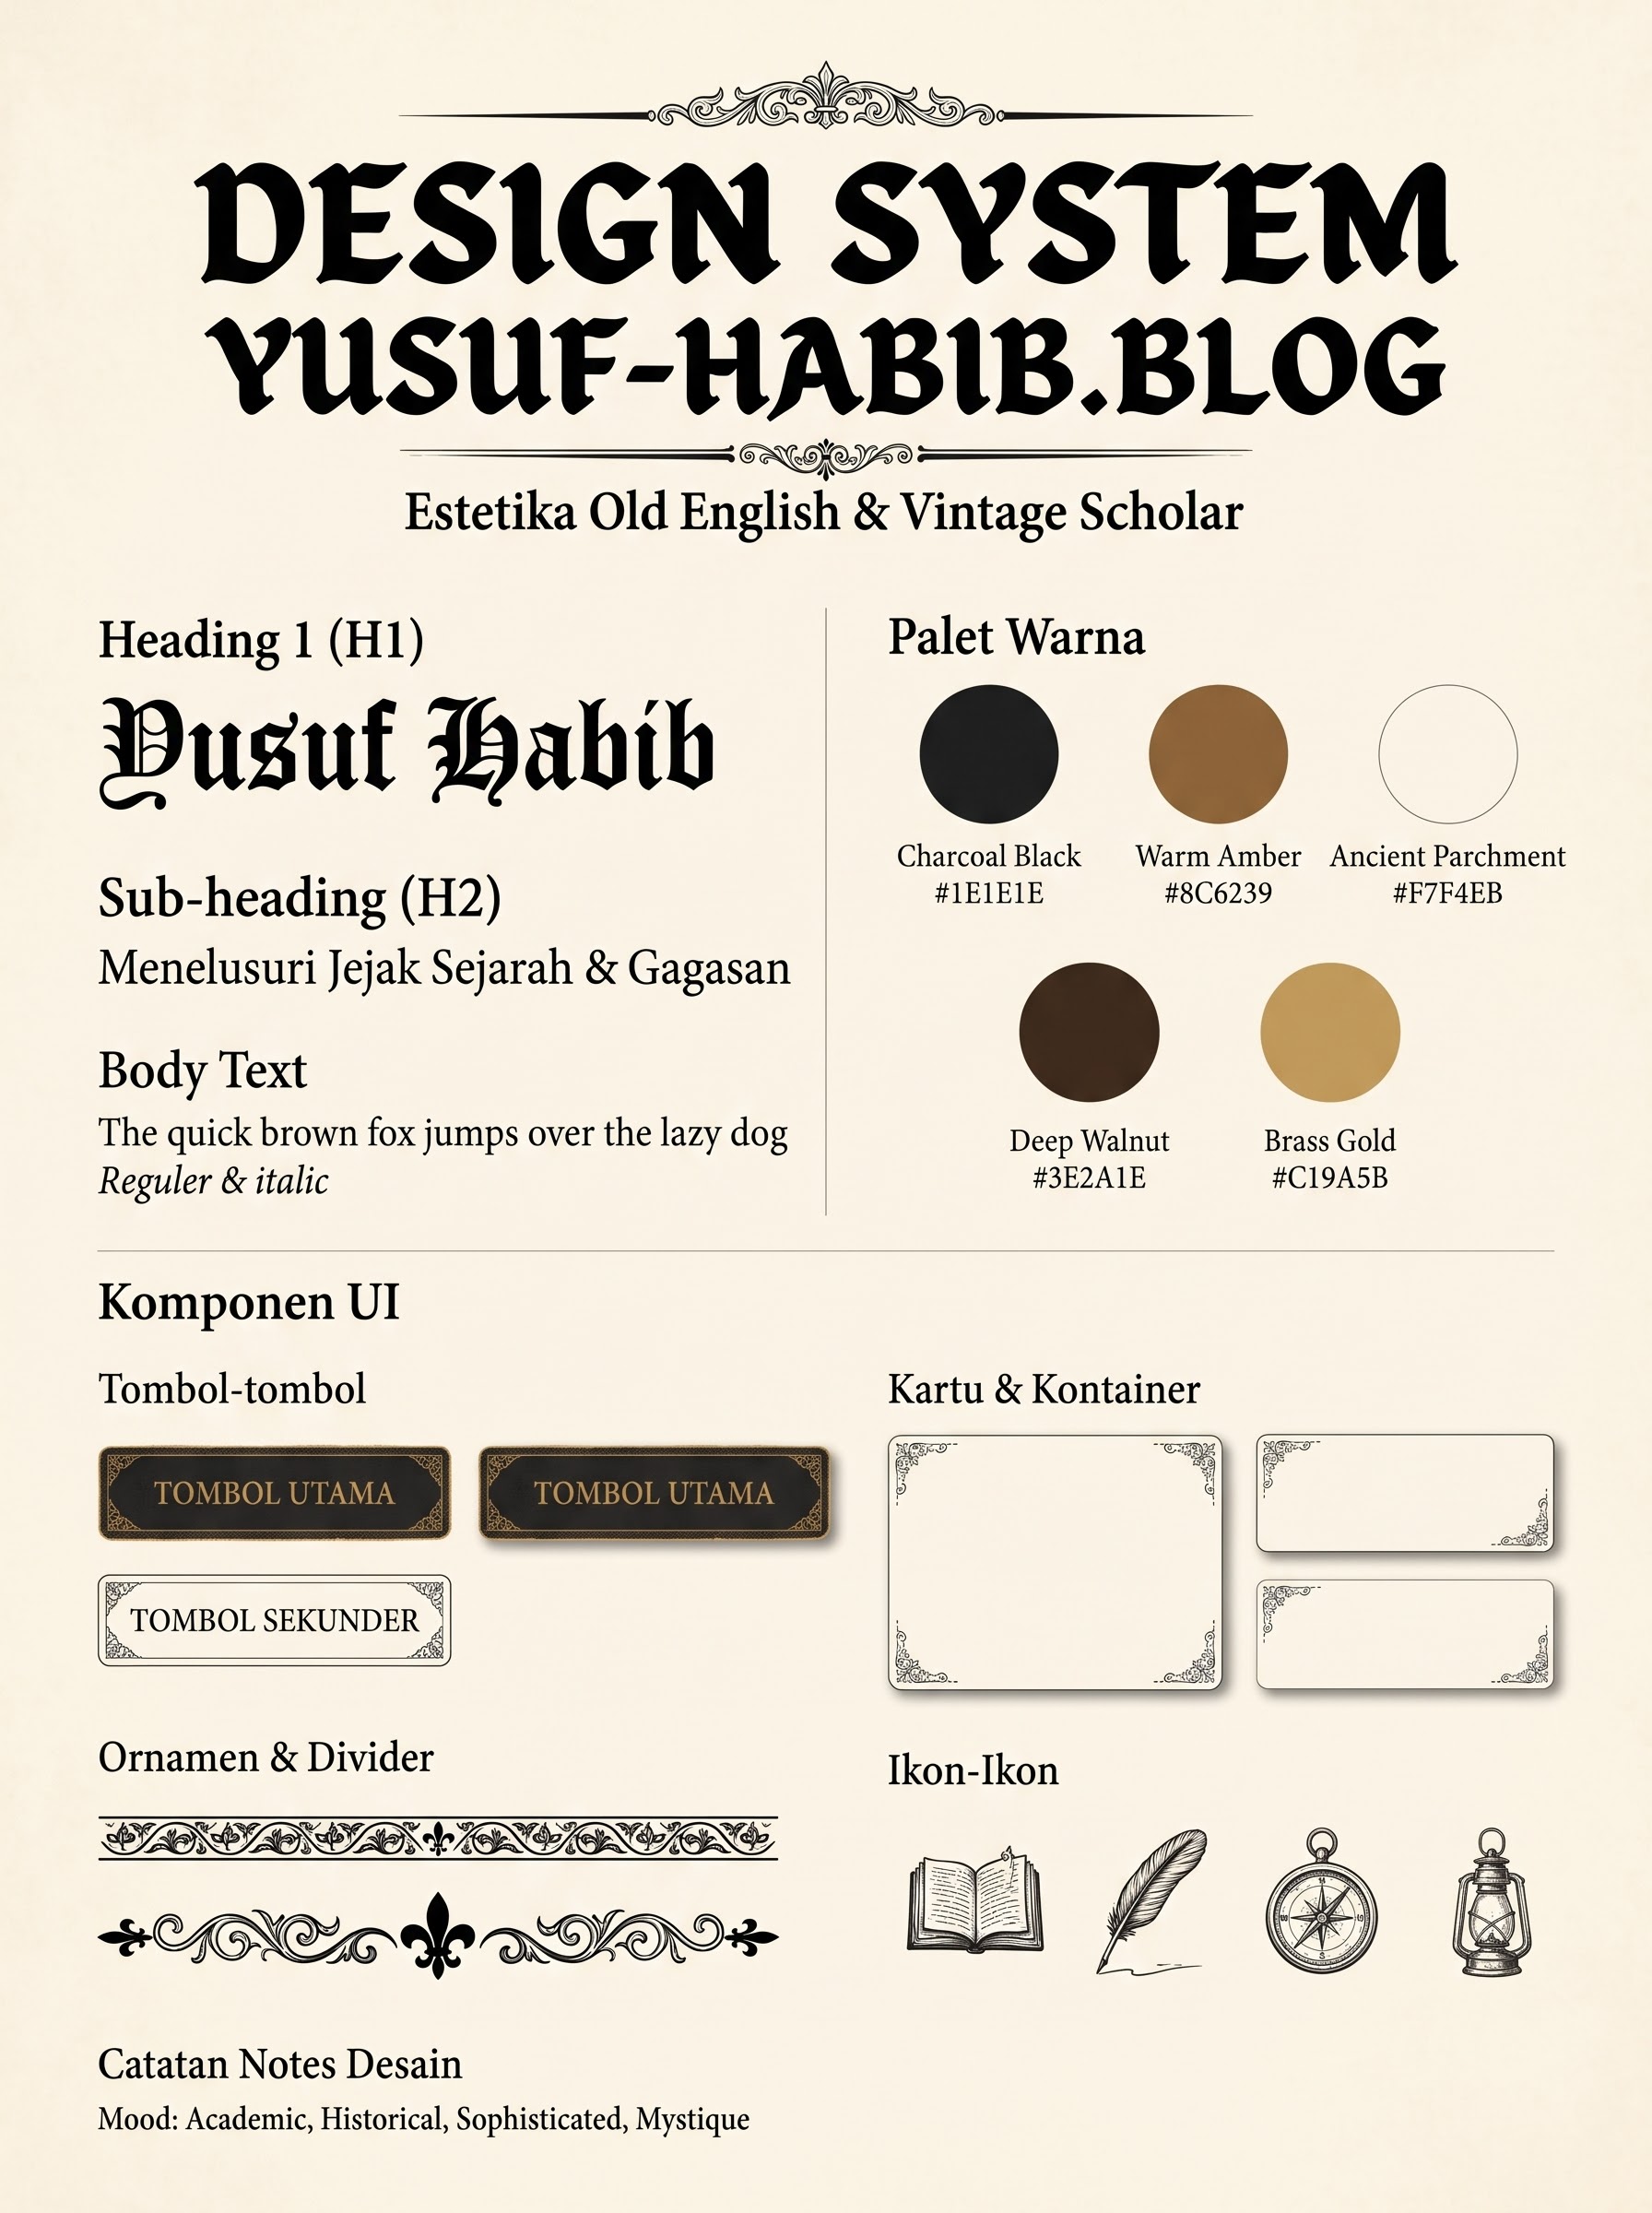 DESIGN SYSTEM
YUSUF-HABIB.BLOG
Estetika Old English & Vintage Scholar
Heading 1 (H1)
Yusuf Habib
Sub-heading (H2)
Menelusuri Jejak Sejarah & Gagasan
Body Text
The quick brown fox jumps over the lazy dog
Reguler & italic
Palet Warna
Charcoal Black
#1E1E1E
Warm Amber
#8C6239
Ancient Parchment
#F7F4EB
Deep Walnut
#3E2A1E
Brass Gold
#C19A5B
Komponen UI
Tombol-tombol
TOMBOL UTAMA
TOMBOL UTAMA
TOMBOL SEKUNDER
Kartu & Kontainer
Ornamen & Divider
Ikon-Ikon
Catatan Notes Desain
Mood: Academic, Historical, Sophisticated, Mystique